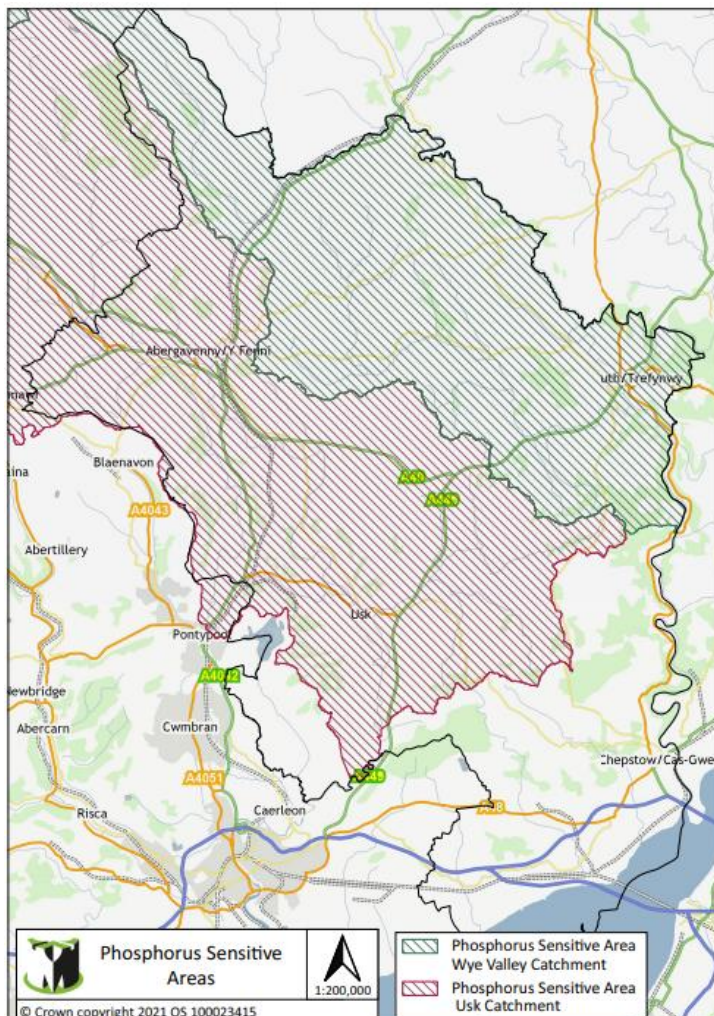 Abergavenny/Y Fenni
uth/Trefynwy
Blaenavon
A40
A449
A4043
Abertillery
Usk
Pontypool
A4042
Newbridge
Abercarn
Cwmbran
Chepstow/Cas-Gwe
A4051
A48
Risca
Caerleon
Phosphorus Sensitive
Areas
1:200,000
© Crown copyright 2021 OS 100023415
Phosphorus Sensitive Area
Wye Valley Catchment
Phosphorus Sensitive Area
Usk Catchment